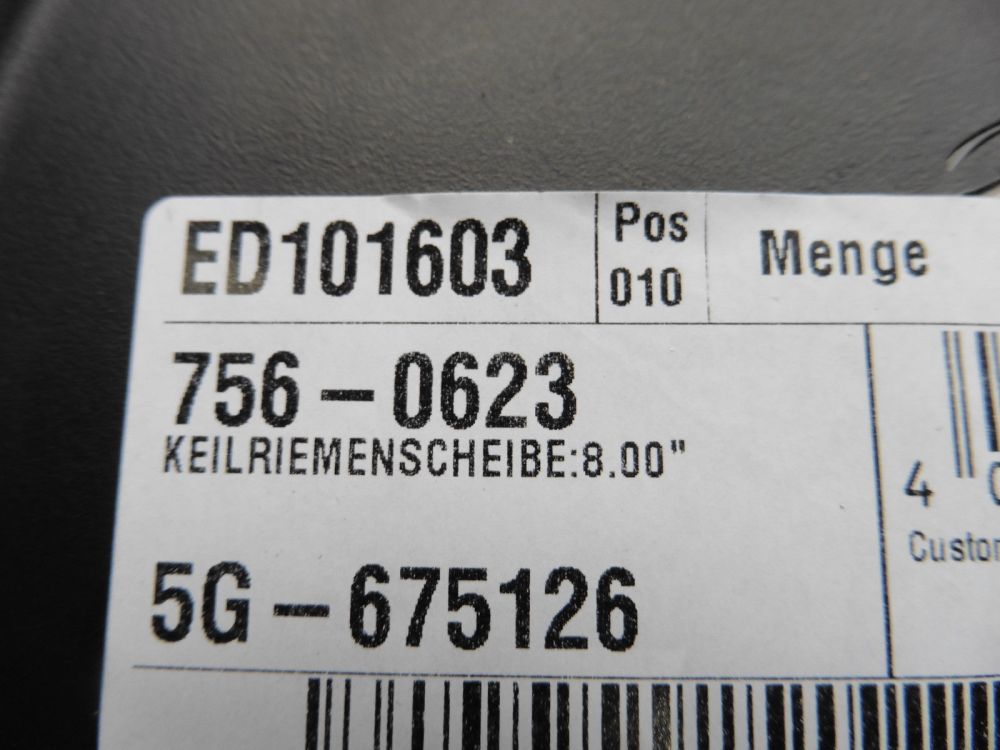 ED101603 Pos Menge
010
756-0623
KEILRIEMENSCHEIBE:8.00"
4
5G-675126